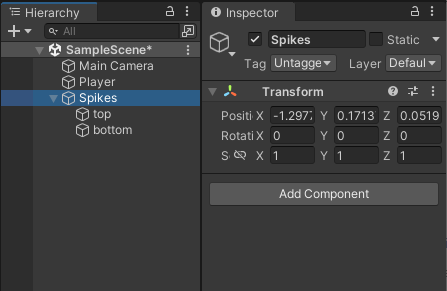 Hierarchy
All
SampleScene*
Main Camera
Player
Spikes
top
bottom
Inspector
Spikes Static
Tag Untagge Layer Defaul
Transform
Positi X -1.297 Y 0.1713 Z 0.0519
Rotati X 0 Y 0 Z 0
S X 1 Y 1 Z 1
Add Component